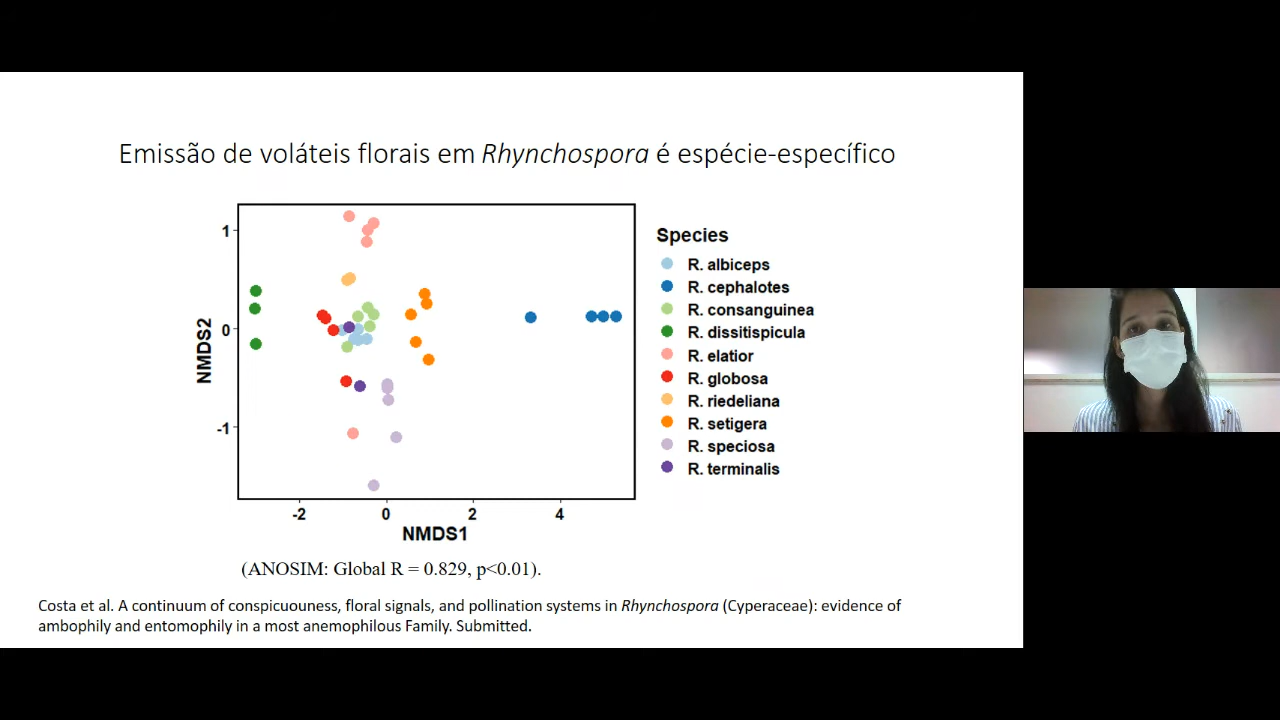 Emissão de voláteis florais em Rhynchospora é espécie-específico
1
0
-1
NMDS2
-2
0
2
4
NMDS1
Species
R. albiceps
R. cephalotes
R. consanguinea
R. dissitispicula
R. elatior
R. globosa
R. riedeliana
R. setigera
R. speciosa
R. terminalis
(ANOSIM: Global R = 0.829, p<0.01).
Costa et al. A continuum of conspicuouness, floral signals, and pollination systems in Rhynchospora (Cyperaceae): evidence of
ambophily and entomophily in a most anemophilous Family. Submitted.